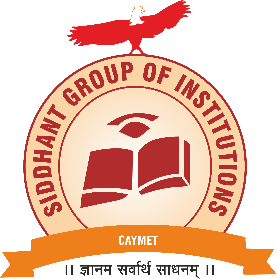 SIDDHANT GROUP OF INSTITUTIONS
CAYMET
॥ ज्ञानम सर्वार्थ साधनम् ॥